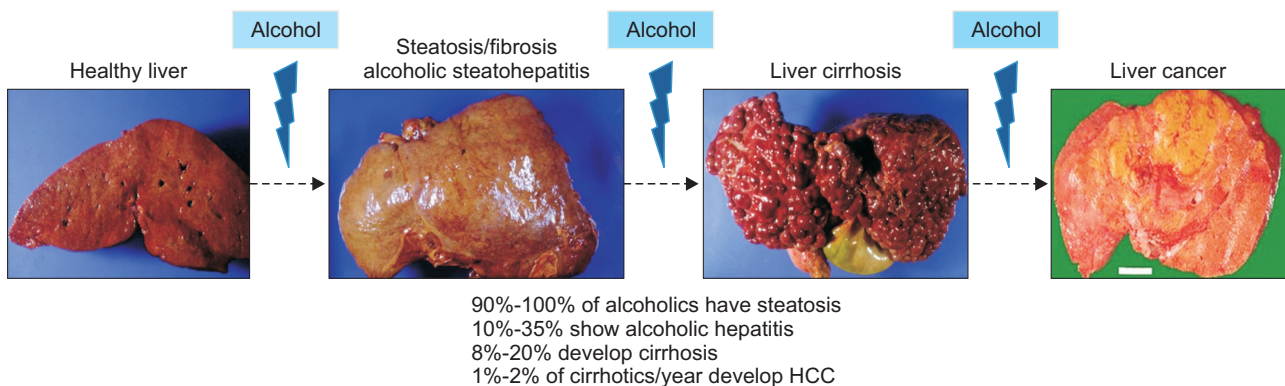 Alcohol
Alcohol
Alcohol
Healthy liver
Steatosis/fibrosis
alcoholic steatohepatitis
Liver cirrhosis
Liver cancer
90%-100% of alcoholics have steatosis
10%-35% show alcoholic hepatitis
8%-20% develop cirrhosis
1%-2% of cirrhotics/year develop HCC